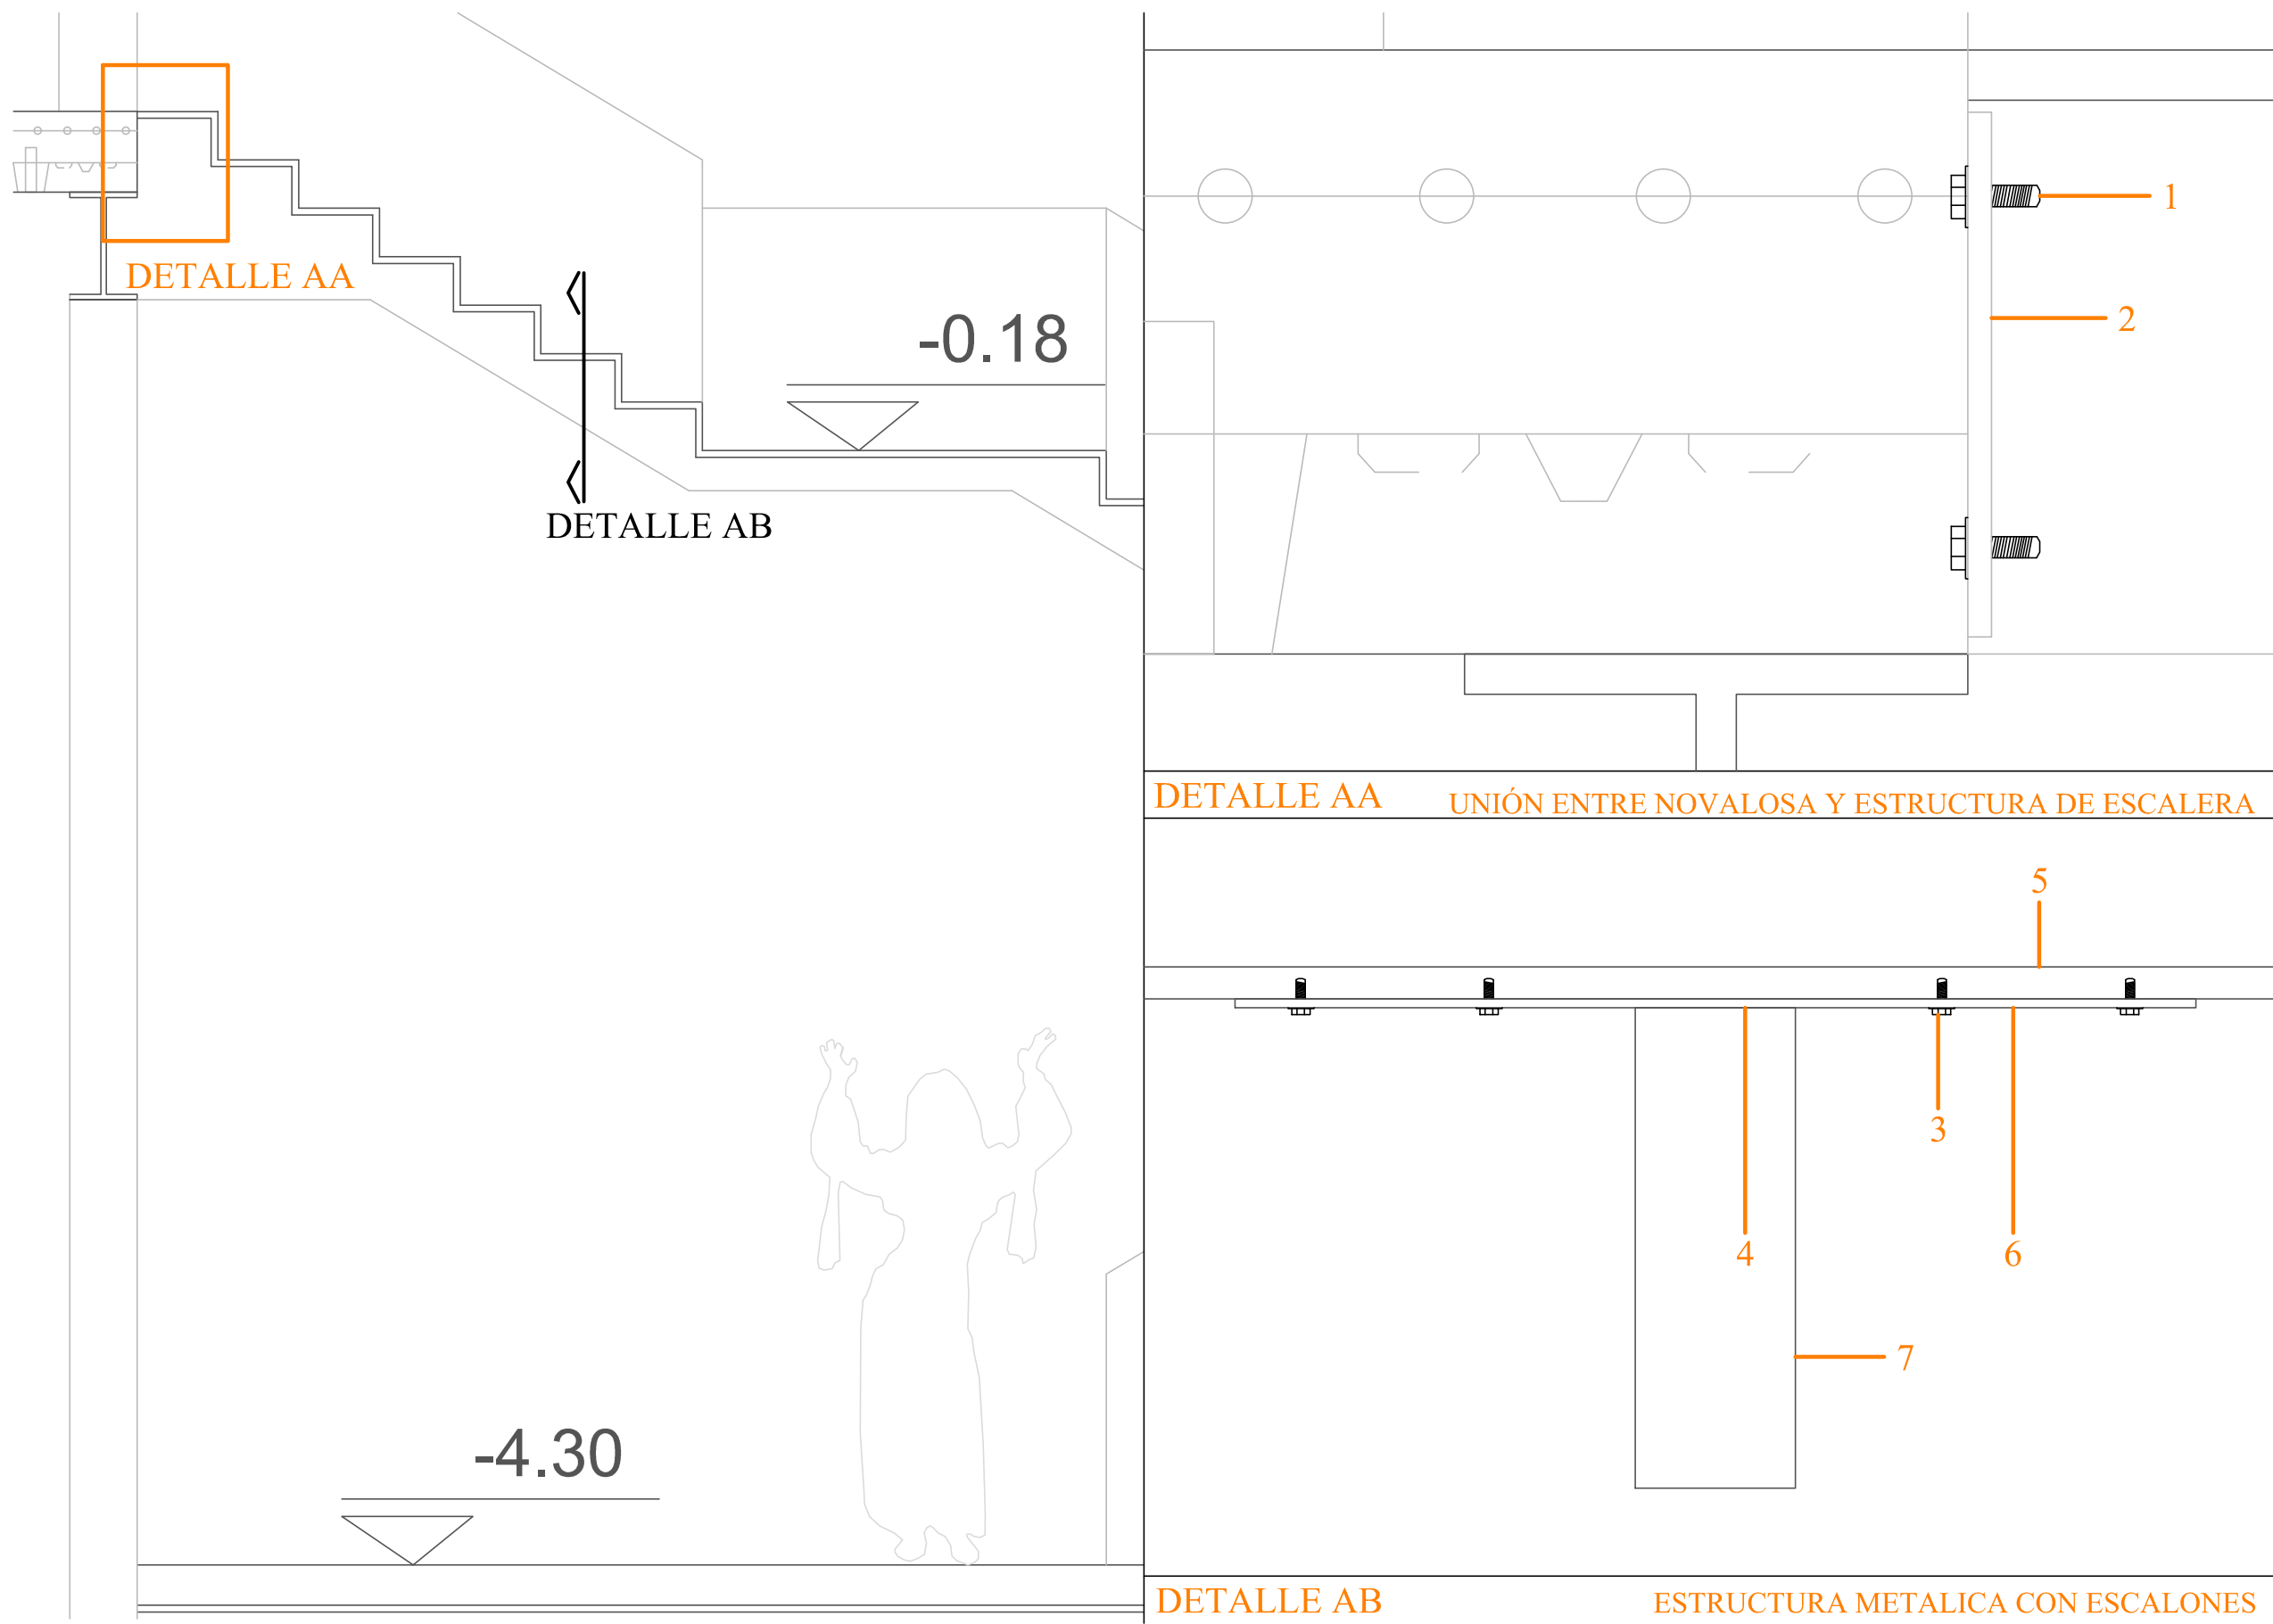 DETALLE AA
-0.18
DETALLE AB
-4.30
1
2
DETALLE AA UNIÓN ENTRE NOVALOSA Y ESTRUCTURA DE ESCALERA
5
3
4
6
7
DETALLE AB ESTRUCTURA METALICA CON ESCALONES